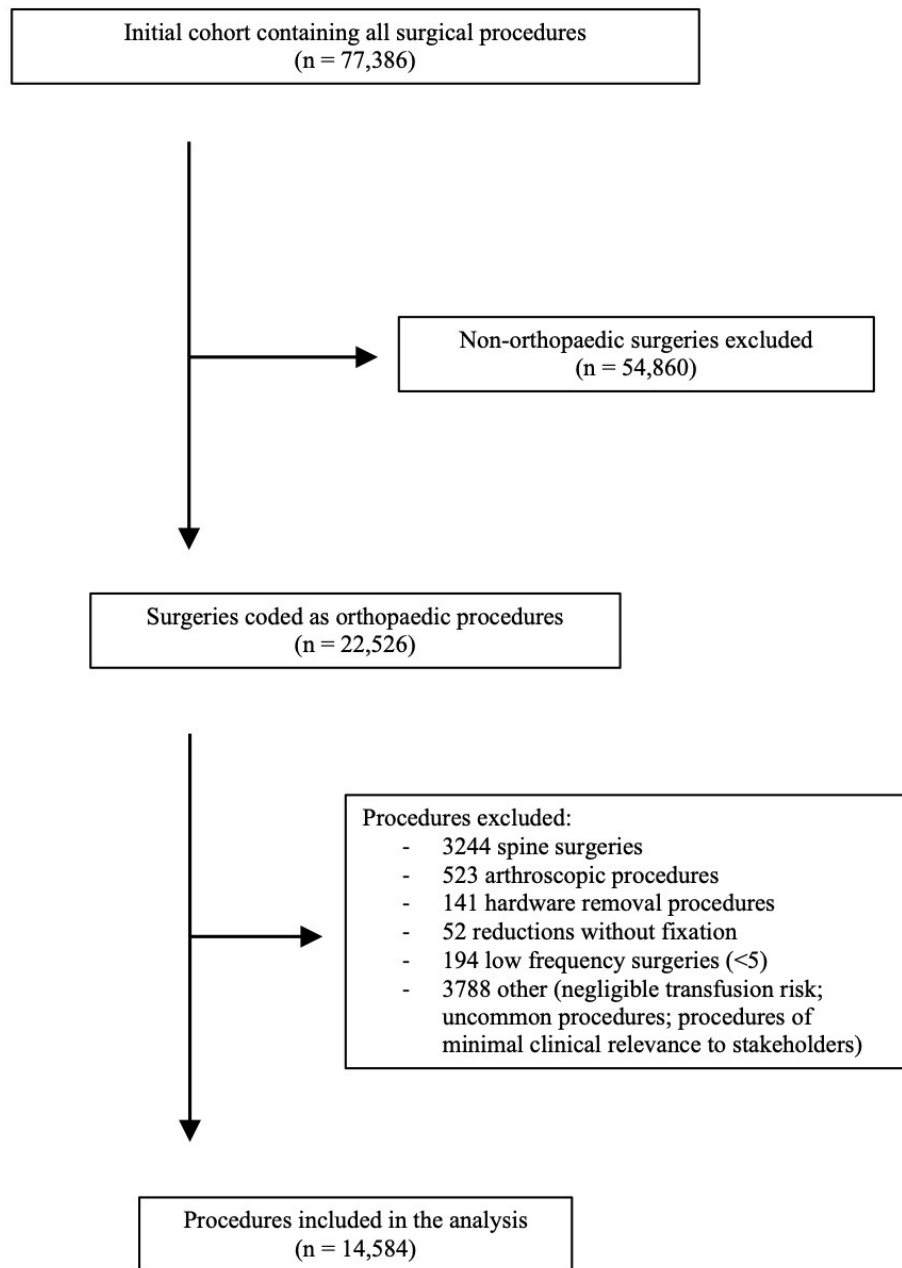 Initial cohort containing all surgical procedures
(n = 77,386)
Non-orthopaedic surgeries excluded
(n = 54,860)
Surgeries coded as orthopaedic procedures
(n = 22,526)
Procedures excluded:
- 3244 spine surgeries
- 523 arthroscopic procedures
- 141 hardware removal procedures
- 52 reductions without fixation
- 194 low frequency surgeries (<5)
- 3788 other (negligible transfusion risk;
uncommon procedures; procedures of
minimal clinical relevance to stakeholders)
Procedures included in the analysis
(n = 14,584)